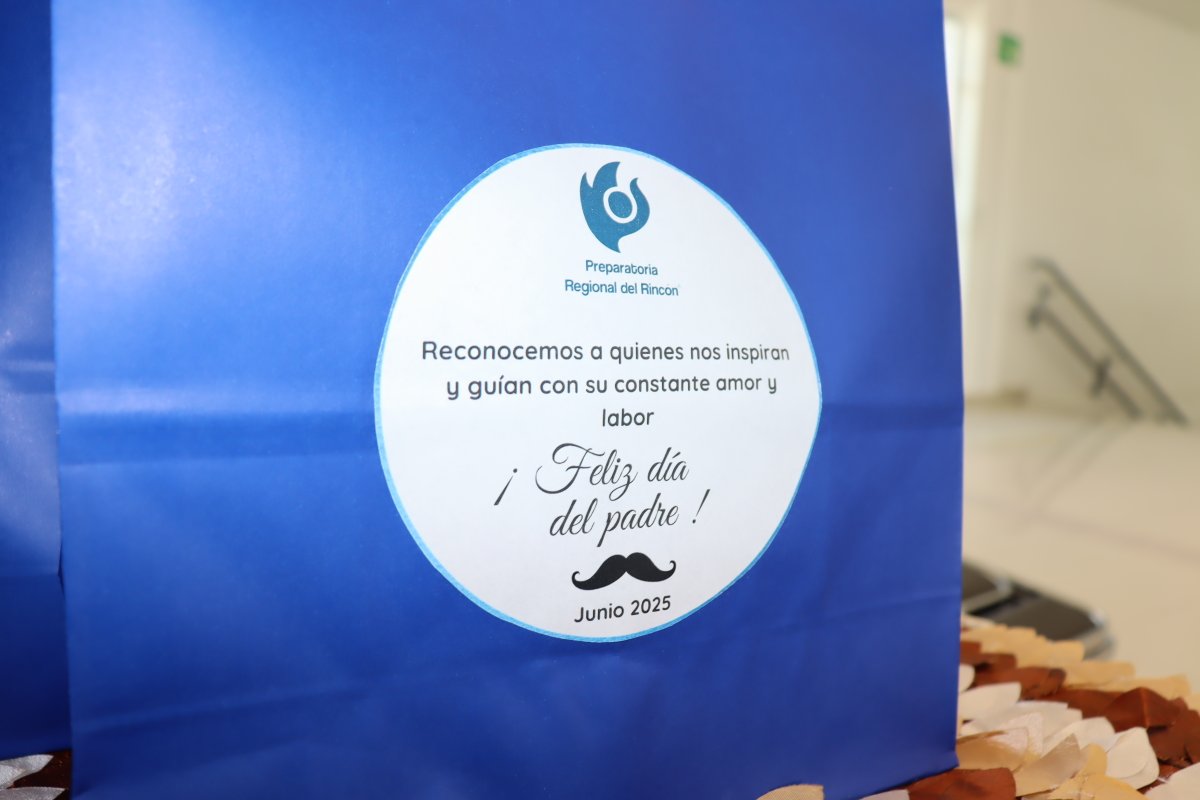 Preparatoria
Regional del Rincón
Reconocemos a quienes nos inspiran
y guían con su constante amor y
labor
¡ Feliz día
del padre !
Junio 2025